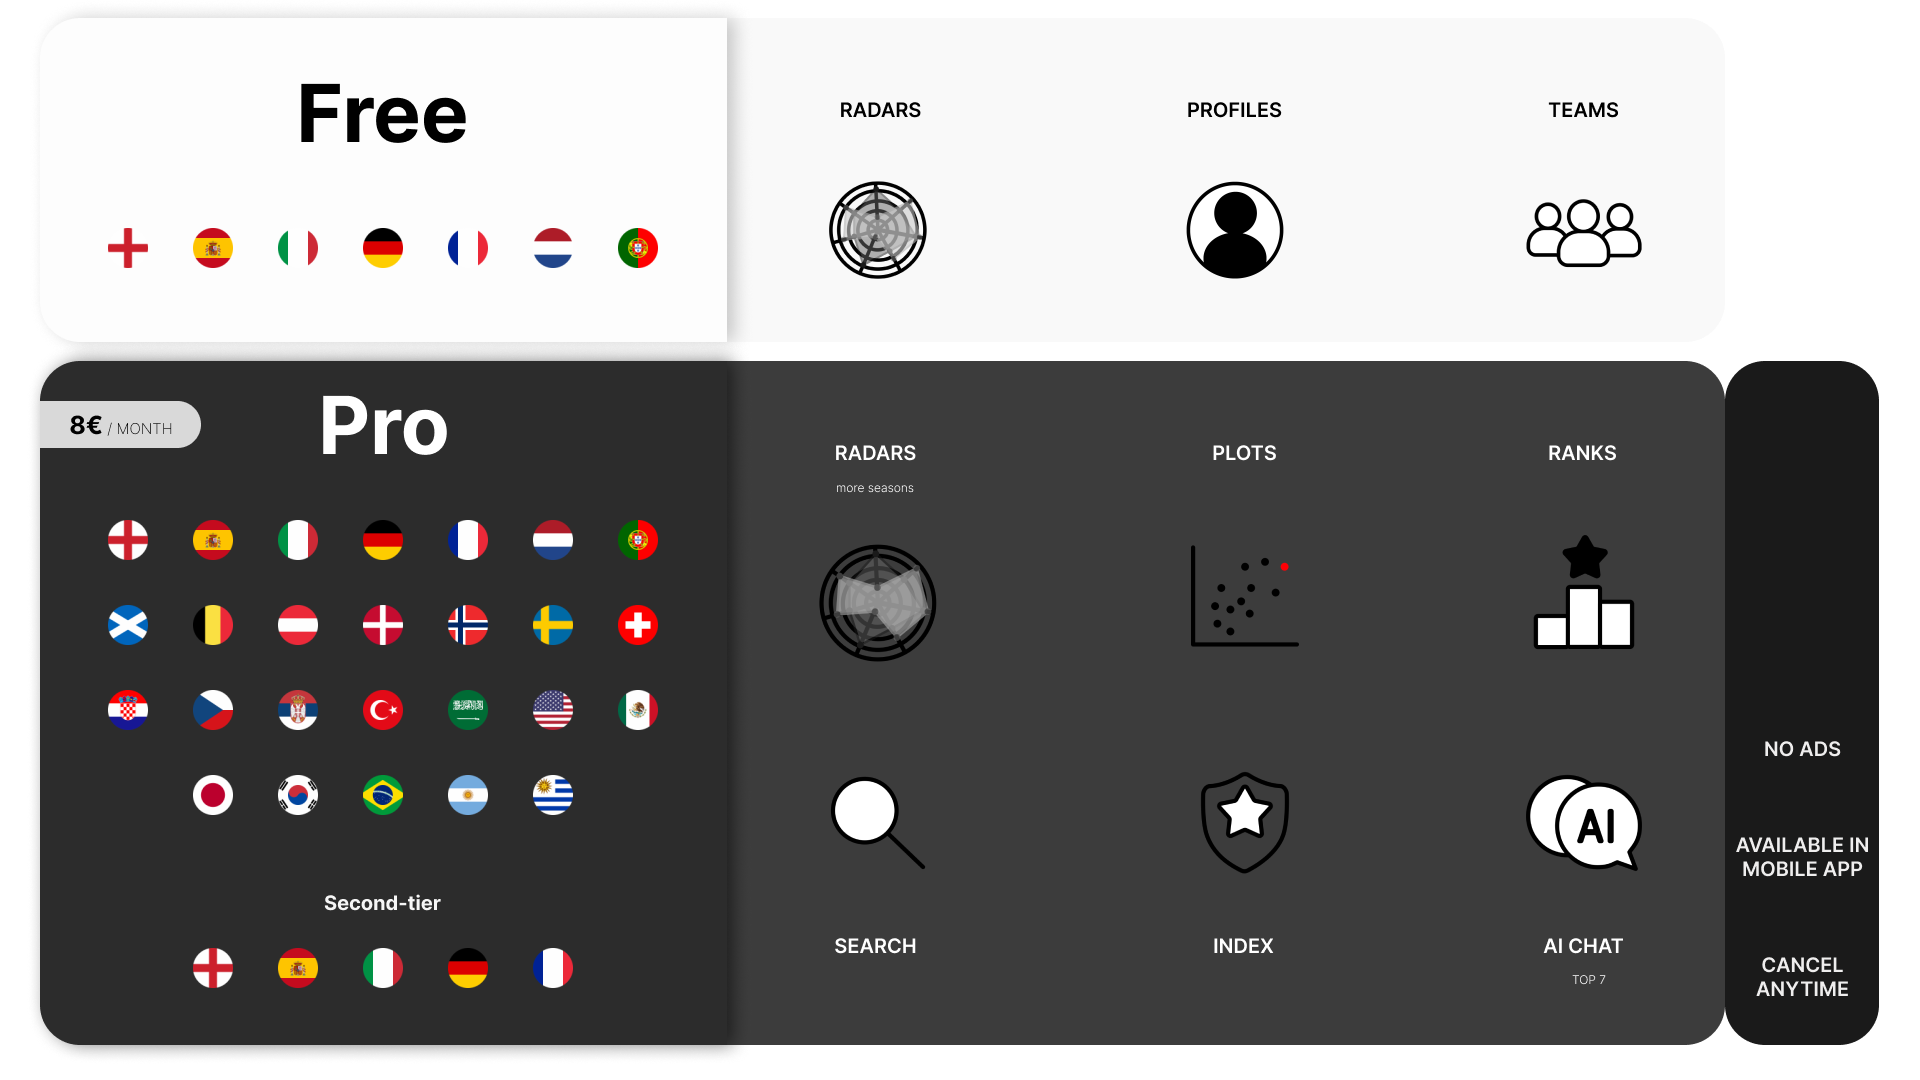 Free
RADARS
PROFILES
TEAMS
8€ / MONTH
Pro
RADARS
more seasons
PLOTS
RANKS
Second-tier
SEARCH
INDEX
AI
AI CHAT
TOP 7
NO ADS
AVAILABLE IN
MOBILE APP
CANCEL
ANYTIME